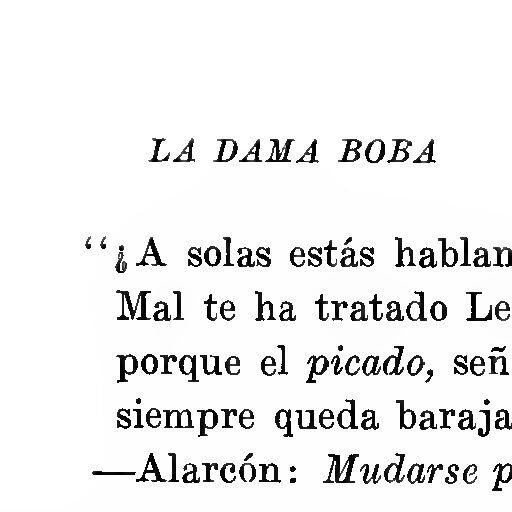 LA DAMA BOBA
“¿A solas estás hablan
Mal te ha tratado Le
porque el picado, señ
siempre queda baraja
—Alarcón: Mudarse p